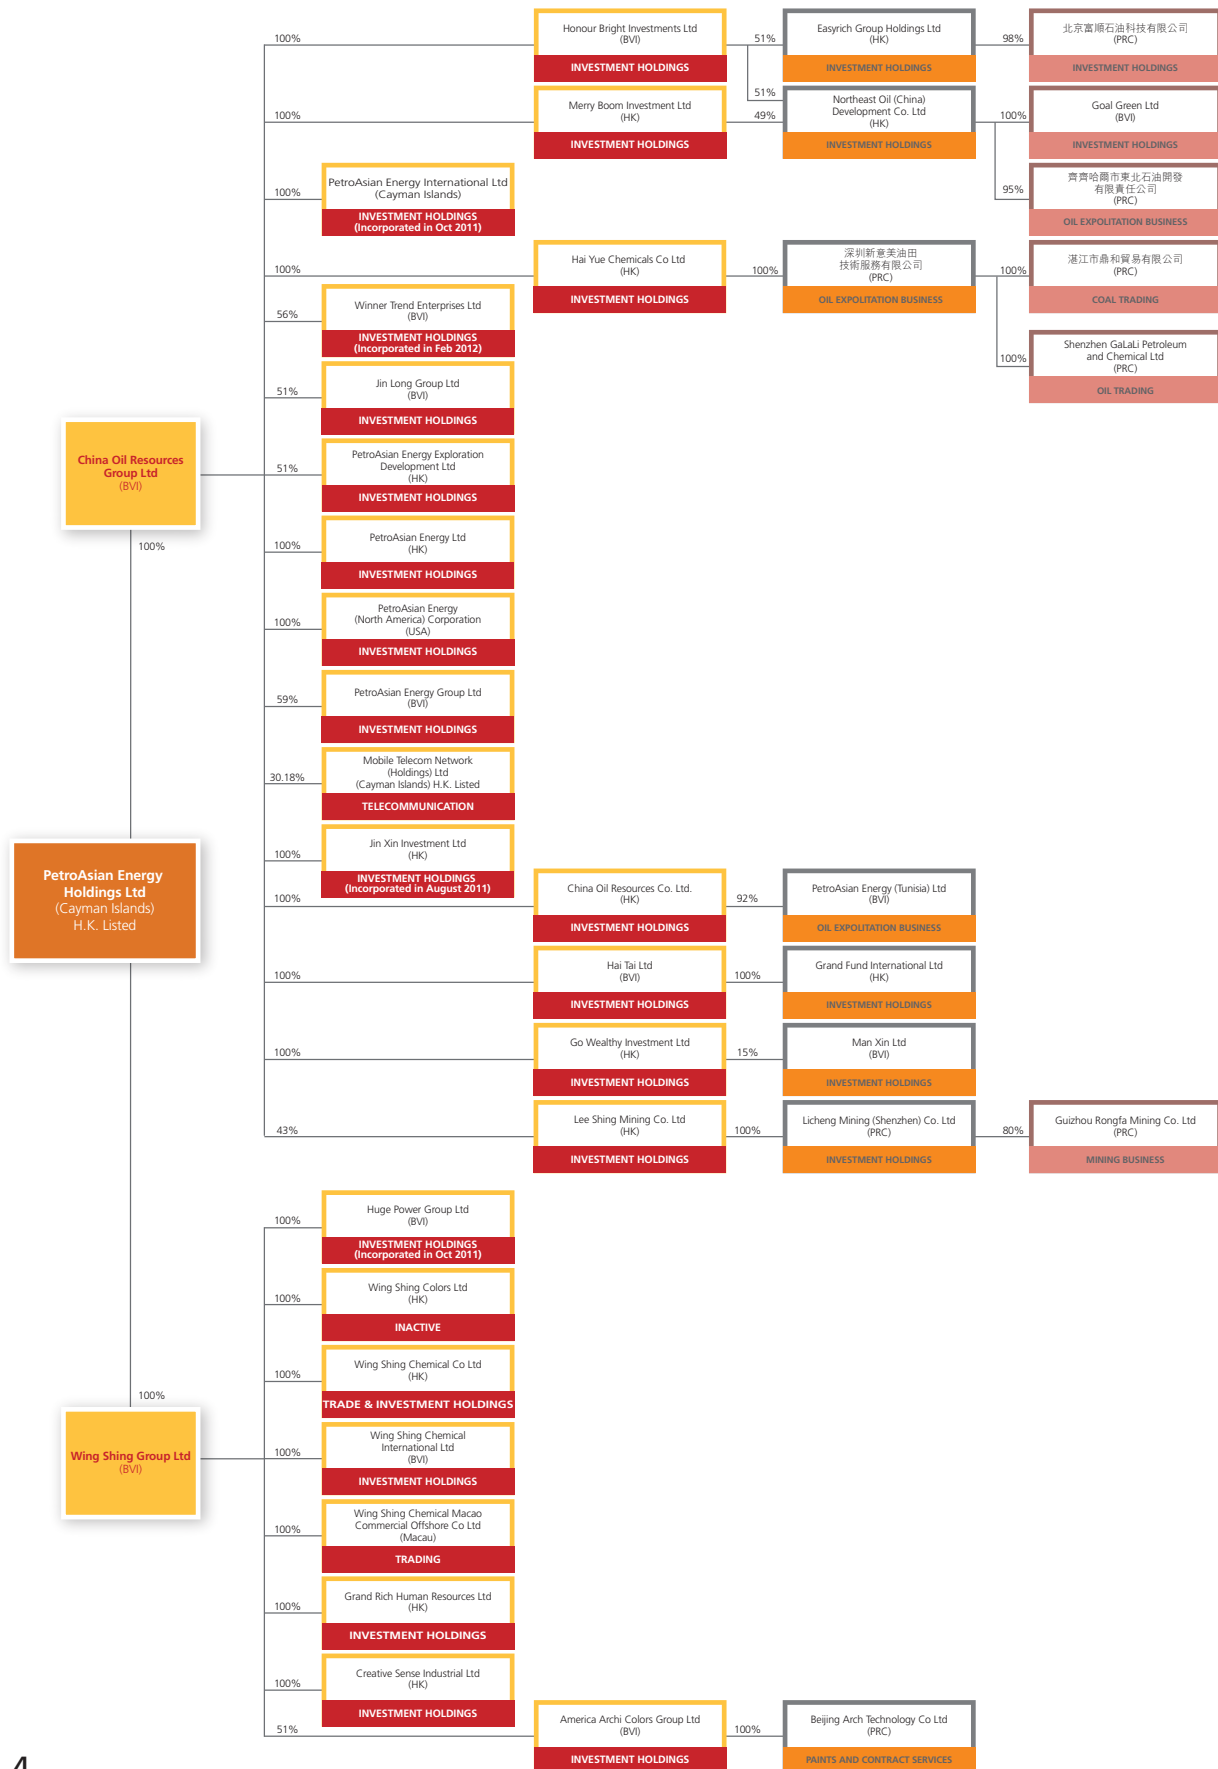 100%
Honour Bright Investments Ltd
(BVI)
INVESTMENT HOLDINGS
51%
Easyrich Group Holdings Ltd
(HK)
INVESTMENT HOLDINGS
98%
北京富順石油科技有限公司
(PRC)
INVESTMENT HOLDINGS
51%
100%
Merry Boom Investment Ltd
(HK)
INVESTMENT HOLDINGS
49%
Northeast Oil (China)
Development Co. Ltd
(HK)
INVESTMENT HOLDINGS
100%
Goal Green Ltd
(BVI)
INVESTMENT HOLDINGS
95%
齊齊哈爾市東北石油開發
有限責任公司
(PRC)
OIL EXPOLITATION BUSINESS
100%
PetroAsian Energy International Ltd
(Cayman Islands)
INVESTMENT HOLDINGS
(Incorporated in Oct 2011)
100%
Hai Yue Chemicals Co Ltd
(HK)
INVESTMENT HOLDINGS
100%
深圳新意美油田
技術服務有限公司
(PRC)
OIL EXPOLITATION BUSINESS
100%
湛江市鼎和貿易有限公司
(PRC)
COAL TRADING
100%
Shenzhen GaLaLi Petroleum
and Chemical Ltd
(PRC)
OIL TRADING
56%
Winner Trend Enterprises Ltd
(BVI)
INVESTMENT HOLDINGS
(Incorporated in Feb 2012)
51%
Jin Long Group Ltd
(BVI)
INVESTMENT HOLDINGS
China Oil Resources
Group Ltd
(BVI)
51%
PetroAsian Energy Exploration
Development Ltd
(HK)
INVESTMENT HOLDINGS
100%
100%
PetroAsian Energy Ltd
(HK)
INVESTMENT HOLDINGS
100%
PetroAsian Energy
(North America) Corporation
(USA)
INVESTMENT HOLDINGS
59%
PetroAsian Energy Group Ltd
(BVI)
INVESTMENT HOLDINGS
30.18%
Mobile Telecom Network
(Holdings) Ltd
(Cayman Islands) H.K. Listed
TELECOMMUNICATION
100%
Jin Xin Investment Ltd
(HK)
INVESTMENT HOLDINGS
(Incorporated in August 2011)
PetroAsian Energy
Holdings Ltd
(Cayman Islands)
H.K. Listed
100%
China Oil Resources Co. Ltd.
(HK)
INVESTMENT HOLDINGS
92%
PetroAsian Energy (Tunisia) Ltd
(BVI)
OIL EXPOLITATION BUSINESS
100%
Hai Tai Ltd
(BVI)
INVESTMENT HOLDINGS
100%
Grand Fund International Ltd
(HK)
INVESTMENT HOLDINGS
100%
Go Wealthy Investment Ltd
(HK)
INVESTMENT HOLDINGS
15%
Man Xin Ltd
(BVI)
INVESTMENT HOLDINGS
43%
Lee Shing Mining Co. Ltd
(HK)
INVESTMENT HOLDINGS
100%
Licheng Mining (Shenzhen) Co. Ltd
(PRC)
INVESTMENT HOLDINGS
80%
Guizhou Rongfa Mining Co. Ltd
(PRC)
MINING BUSINESS
100%
Huge Power Group Ltd
(BVI)
INVESTMENT HOLDINGS
(Incorporated in Oct 2011)
100%
Wing Shing Colors Ltd
(HK)
INACTIVE
100%
Wing Shing Chemical Co Ltd
(HK)
TRADE & INVESTMENT HOLDINGS
100%
Wing Shing Group Ltd
(BVI)
100%
Wing Shing Chemical
International Ltd
(BVI)
INVESTMENT HOLDINGS
100%
Wing Shing Chemical Macao
Commercial Offshore Co Ltd
(Macau)
TRADING
100%
Grand Rich Human Resources Ltd
(HK)
INVESTMENT HOLDINGS
100%
Creative Sense Industrial Ltd
(HK)
INVESTMENT HOLDINGS
51%
America Archi Colors Group Ltd
(BVI)
INVESTMENT HOLDINGS
100%
Beijing Arch Technology Co Ltd
(PRC)
PAINTS AND CONTRACT SERVICES
4